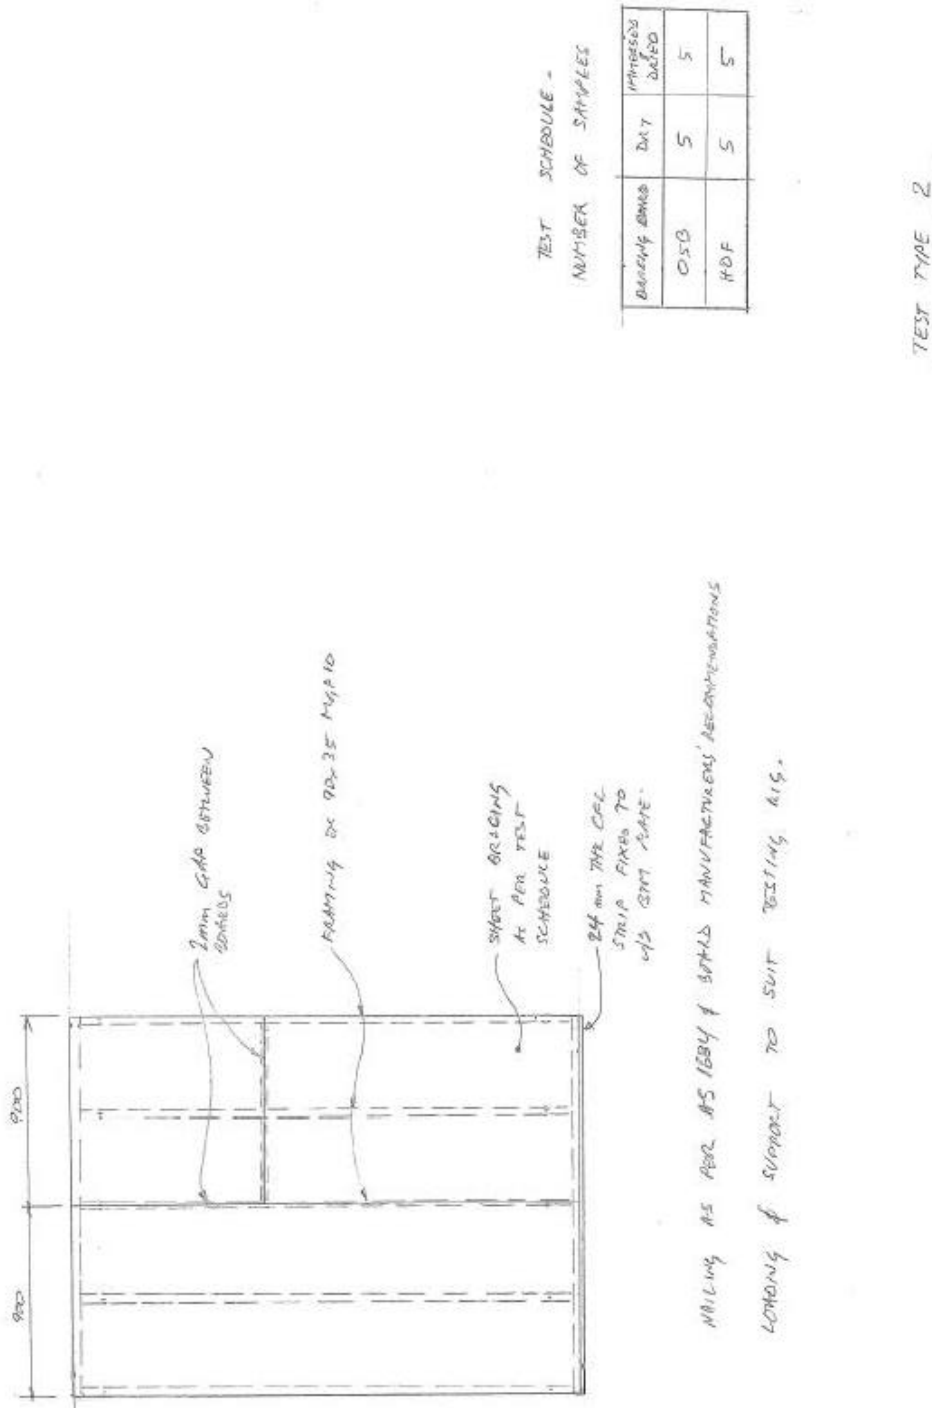 TEST SCHEDULE -
NUMBER OF SAMPLES
BRACING BOARD DRY IMMERSED & DRIED
OSB 5 5
HDF 5 5
900 900
2mm GAP BETWEEN
BOARDS
FRAMING IN 90x35 MGP10
SHEET BRACING
AS PER TEST
SCHEDULE
24 mm THK CFC
STRIP FIXED TO
U/S BTM PLATE
NAILING AS PER AS 1684 & BOARD MANUFACTURERS' RECOMMENDATIONS
LOADING & SUPPORT TO SUIT TESTING RIG.
TEST TYPE 2